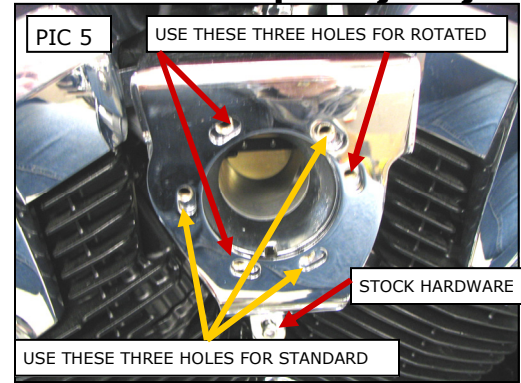 PIC 5
USE THESE THREE HOLES FOR ROTATED
STOCK HARDWARE
USE THESE THREE HOLES FOR STANDARD